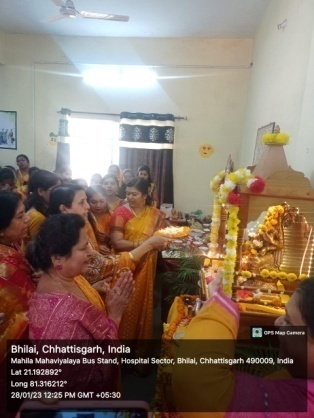 GPS Map Camera
Bhilai, Chhattisgarh, India
Mahila Mahaviyalaya Bus Stand, Hospital Sector, Bhilai, Chhattisgarh 490009, India
Lat 21.192892°
Long 81.316212°
28/01/23 12:25 PM GMT +05:30